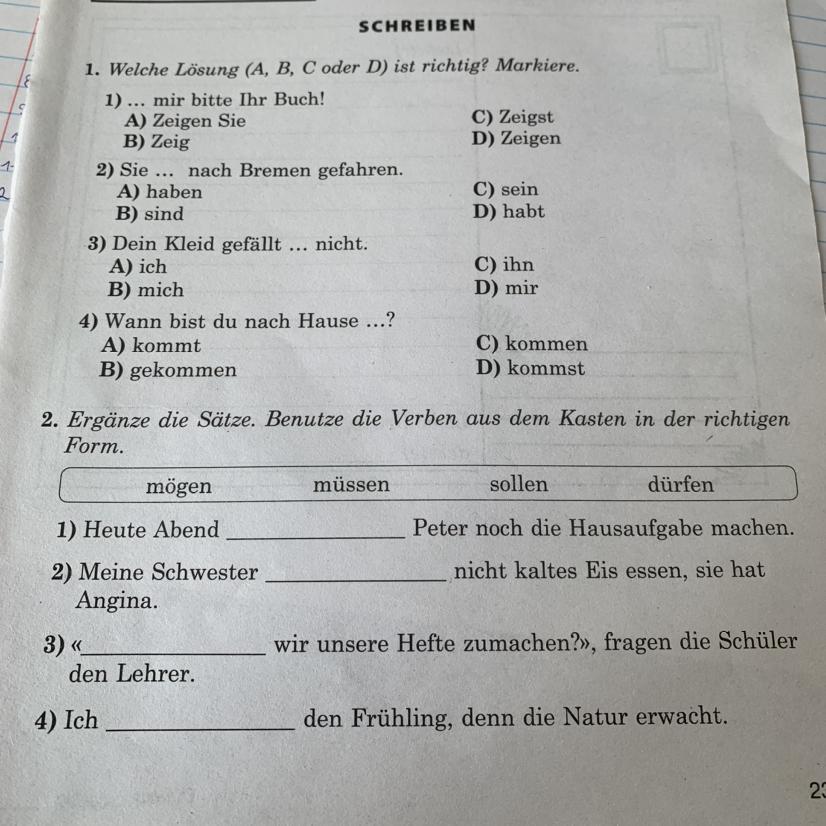 SCHREIBEN
1. Welche Lösung (A, B, C oder D) ist richtig? Markiere.
1) ... mir bitte Ihr Buch!
A) Zeigen Sie C) Zeigst
B) Zeig D) Zeigen
2) Sie ... nach Bremen gefahren.
A) haben C) sein
B) sind D) habt
3) Dein Kleid gefällt ... nicht.
A) ich C) ihn
B) mich D) mir
4) Wann bist du nach Hause ...?
A) kommt C) kommen
B) gekommen D) kommst
2. Ergänze die Sätze. Benutze die Verben aus dem Kasten in der richtigen
Form.
mögen müssen sollen dürfen
1) Heute Abend ____________ Peter noch die Hausaufgabe machen.
2) Meine Schwester ____________ nicht kaltes Eis essen, sie hat
Angina.
3) «____________ wir unsere Hefte zumachen?», fragen die Schüler
den Lehrer.
4) Ich ____________ den Frühling, denn die Natur erwacht.